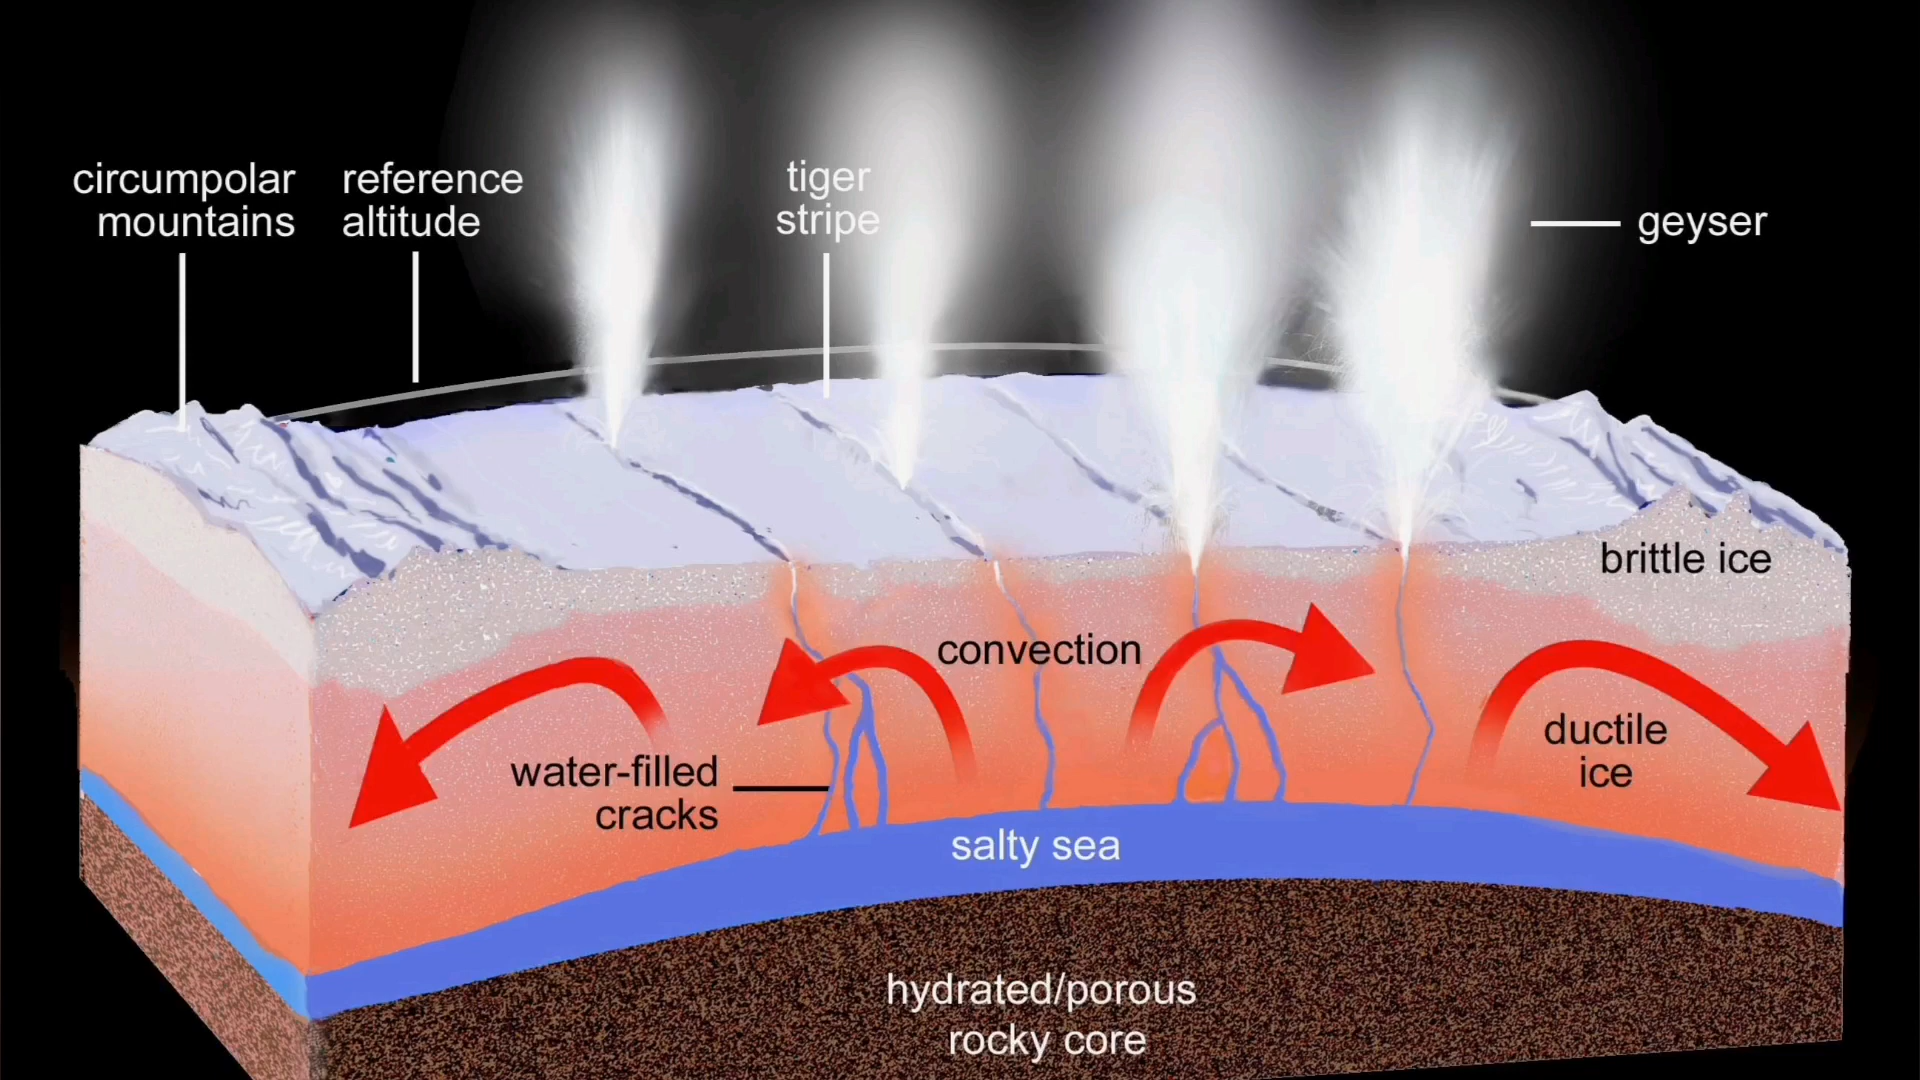 circumpolar
mountains
reference
altitude
tiger
stripe
geyser
brittle ice
convection
ductile
ice
water-filled
cracks
salty sea
hydrated/porous
rocky core